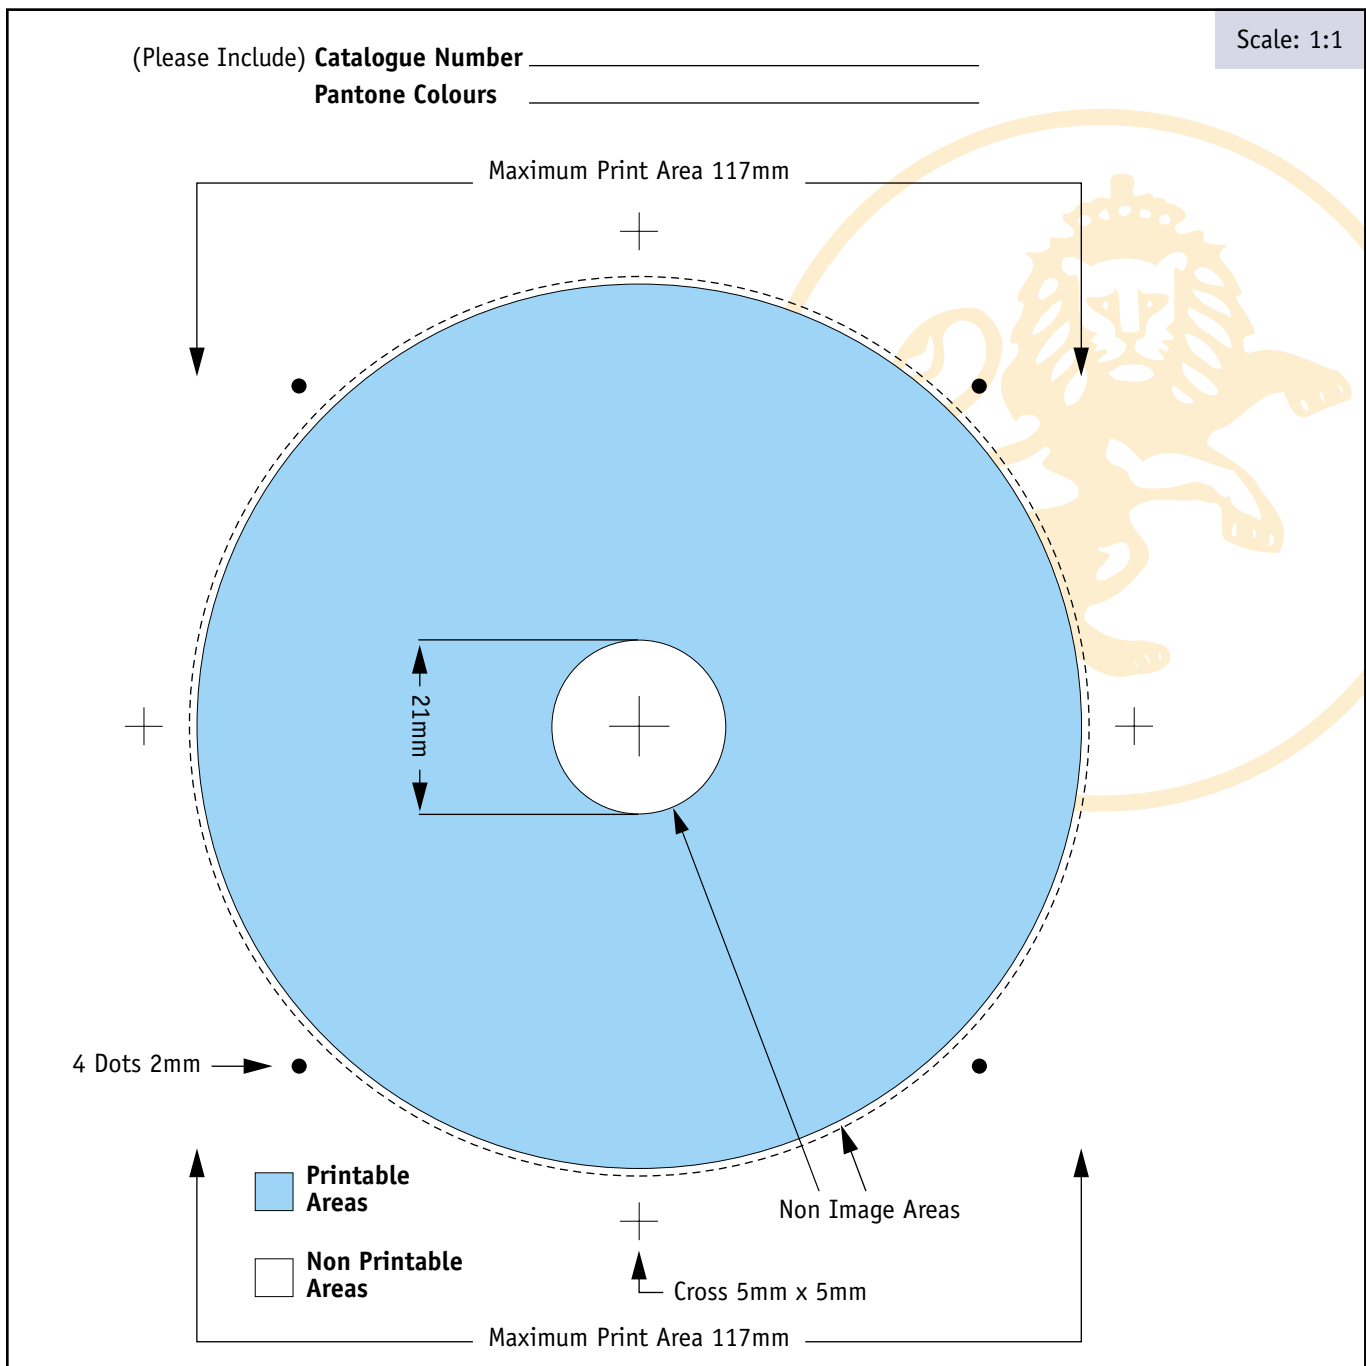 Scale: 1:1
(Please Include) Catalogue Number
Pantone Colours
Maximum Print Area 117mm
21mm
4 Dots 2mm
Printable
Areas
Non Image Areas
Non Printable
Areas
Cross 5mm x 5mm
Maximum Print Area 117mm